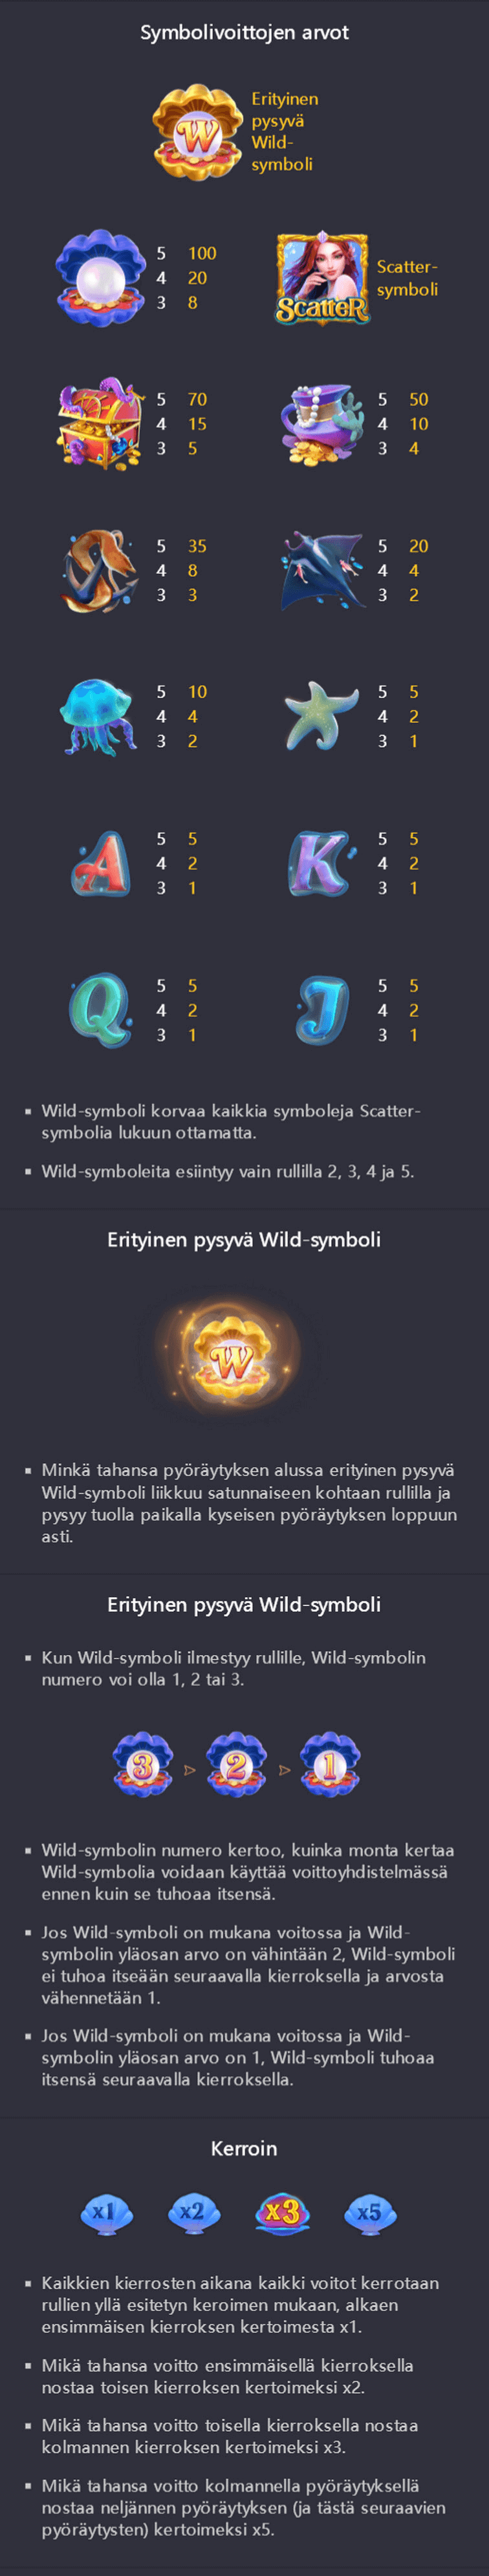 Symbolivoittojen arvot
W
Erityinen
pysyvä
Wild-
symboli
5 100
4 20
3 8
SCatteR
Scatter-
symboli
5 70
4 15
3 5
5 50
4 10
3 4
5 35
4 8
3 3
5 20
4 4
3 2
5 10
4 4
3 2
5 5
4 2
3 1
A
5 5
4 2
3 1
K
5 5
4 2
3 1
Q
5 5
4 2
3 1
J
5 5
4 2
3 1
▪ Wild-symboli korvaa kaikkia symboleja Scatter-
symbolia lukuun ottamatta.
▪ Wild-symboleita esiintyy vain rullilla 2, 3, 4 ja 5.
Erityinen pysyvä Wild-symboli
W
▪ Minkä tahansa pyöräytyksen alussa erityinen pysyvä
Wild-symboli liikkuu satunnaiseen kohtaan rullilla ja
pysyy tuolla paikalla kyseisen pyöräytyksen loppuun
asti.
Erityinen pysyvä Wild-symboli
▪ Kun Wild-symboli ilmestyy rullille, Wild-symbolin
numero voi olla 1, 2 tai 3.
3 2 1
▪ Wild-symbolin numero kertoo, kuinka monta kertaa
Wild-symbolia voidaan käyttää voittoyhdistelmässä
ennen kuin se tuhoaa itsensä.
▪ Jos Wild-symboli on mukana voitossa ja Wild-
symbolin yläosan arvo on vähintään 2, Wild-symboli
ei tuhoa itseään seuraavalla kierroksella ja arvosta
vähennetään 1.
▪ Jos Wild-symboli on mukana voitossa ja Wild-
symbolin yläosan arvo on 1, Wild-symboli tuhoaa
itsensä seuraavalla kierroksella.
Kerroin
x1 x2 x3 x5
▪ Kaikkien kierrosten aikana kaikki voitot kerrotaan
rullien yllä esitetyn keroimen mukaan, alkaen
ensimmäisen kierroksen kertoimesta x1.
▪ Mikä tahansa voitto ensimmäisellä kierroksella
nostaa toisen kierroksen kertoimeksi x2.
▪ Mikä tahansa voitto toisella kierroksella nostaa
kolmannen kierroksen kertoimeksi x3.
▪ Mikä tahansa voitto kolmannella pyöräytyksellä
nostaa neljännen pyöräytyksen (ja tästä seuraavien
pyöräytysten) kertoimeksi x5.